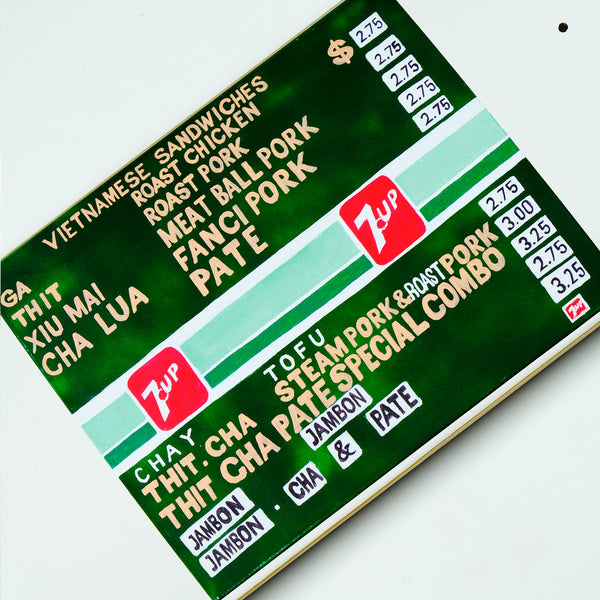 VIETNAMESE SANDWICHES
GA ROAST CHICKEN $ 2.75
THIT ROAST PORK 2.75
XIU MAI MEAT BALL PORK 2.75
CHA LUA FANCI PORK 2.75
PATE 2.75
7UP 7UP
CHAY TOFU 2.75
THIT.CHA STEAM PORK & ROAST PORK 3.00
THIT CHA PATE SPECIAL COMBO 3.25
JAMBON JAMBON 2.75
JAMBON . CHA & PATE 3.25
7UP